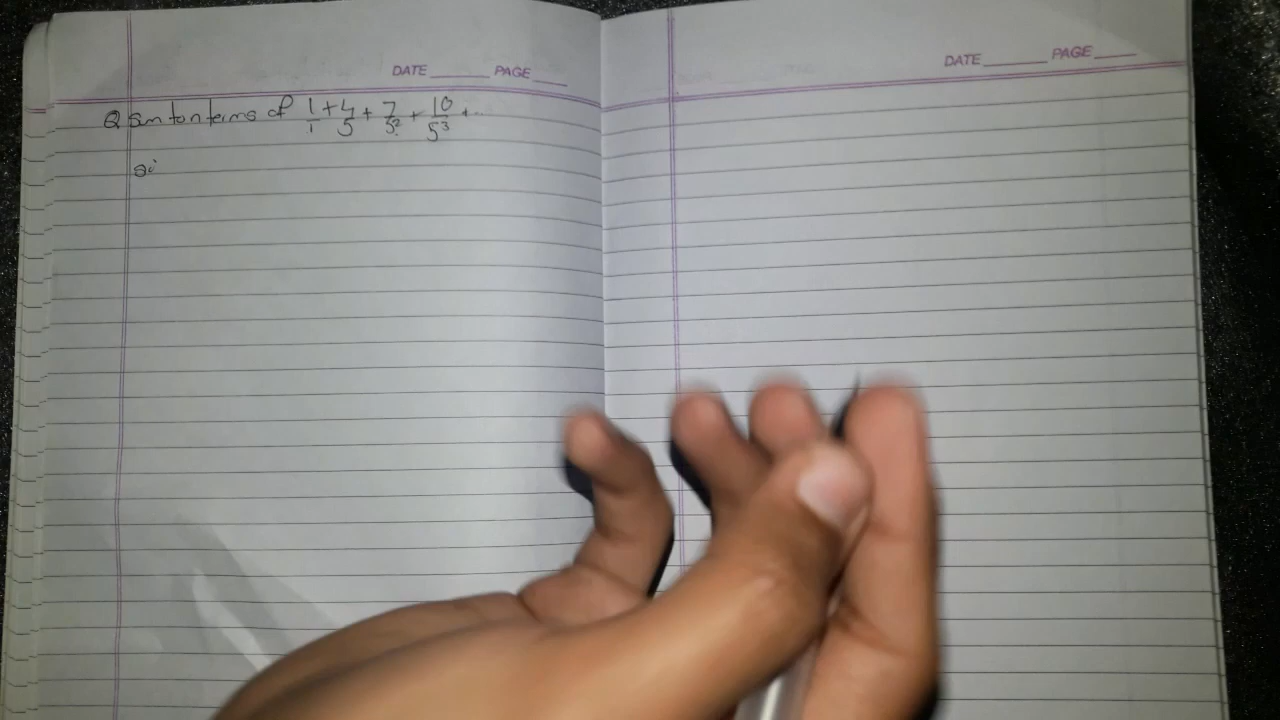 DATE PAGE
DATE PAGE
Q Sum to n terms of 1/1 + 4/5 + 7/5² + 10/5³ + ...